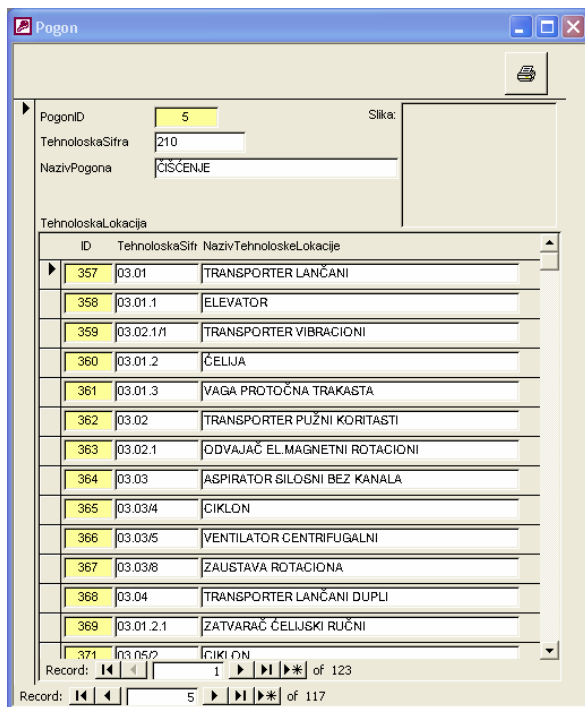 Pogon
PogonID 5 Slika:
TehnoloskaSifra 210
NazivPogona ČIŠĆENJE
TehnoloskaLokacija
ID TehnoloskaSifr NazivTehnoloskeLokacije
357 03.01 TRANSPORTER LANČANI
358 03.01.1 ELEVATOR
359 03.02.1/1 TRANSPORTER VIBRACIONI
360 03.01.2 ĆELIJA
361 03.01.3 VAGA PROTOČNA TRAKASTA
362 03.02 TRANSPORTER PUŽNI KORITASTI
363 03.02.1 ODVAJAČ EL.MAGNETNI ROTACIONI
364 03.03 ASPIRATOR SILOSNI BEZ KANALA
365 03.03/4 CIKLON
366 03.03/5 VENTILATOR CENTRIFUGALNI
367 03.03/8 ZAUSTAVA ROTACIONA
368 03.04 TRANSPORTER LANČANI DUPLI
369 03.01.2.1 ZATVARAČ ĆELIJSKI RUČNI
371 03.05/2 CIKLON
Record: 1 of 123
Record: 5 of 117